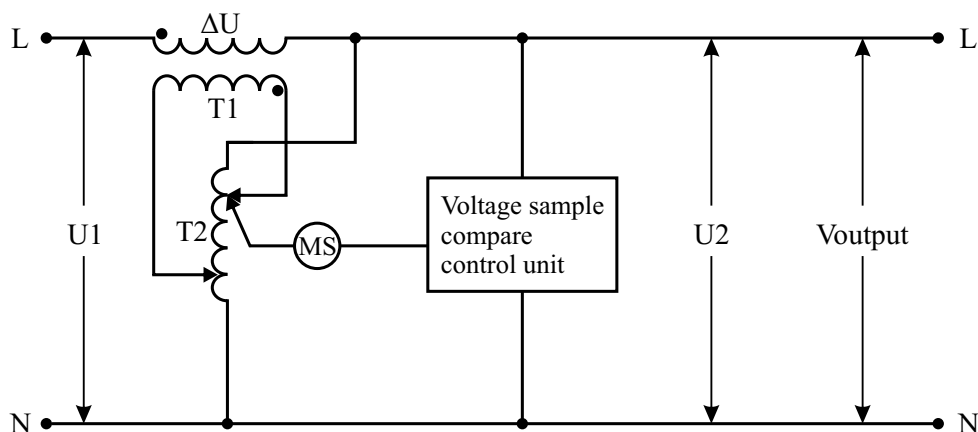 L
ΔU
L
T1
T2
MS
Voltage sample
compare
control unit
U1
U2
Voutput
N
N